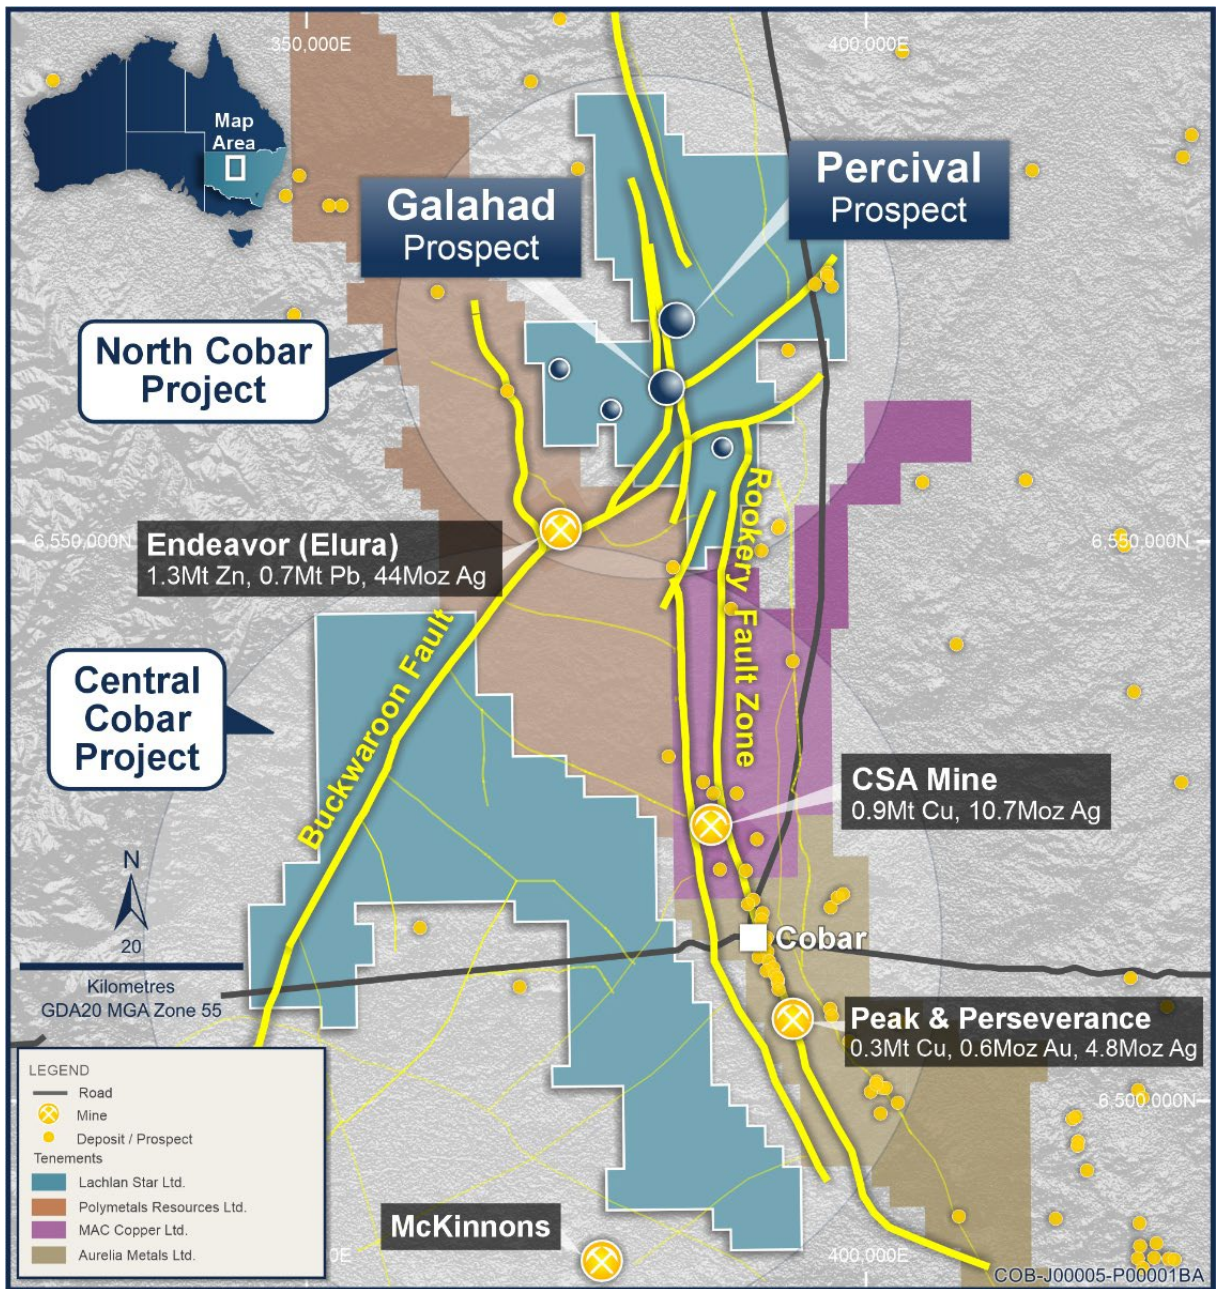 350,000E
400,000E
Map
Area
Percival
Prospect
Galahad
Prospect
North Cobar
Project
6,550,000N
6,550,000N
Endeavor (Elura)
1.3Mt Zn, 0.7Mt Pb, 44Moz Ag
Rookery Fault Zone
Buckwaroon Fault
Central
Cobar
Project
CSA Mine
0.9Mt Cu, 10.7Moz Ag
N
20
Kilometres
GDA20 MGA Zone 55
Cobar
Peak & Perseverance
0.3Mt Cu, 0.6Moz Au, 4.8Moz Ag
6,500,000N
LEGEND
Road
Mine
Deposit / Prospect
Tenements
Lachlan Star Ltd.
Polymetals Resources Ltd.
MAC Copper Ltd.
Aurelia Metals Ltd.
McKinnons
400,000E
COB-J00005-P00001BA